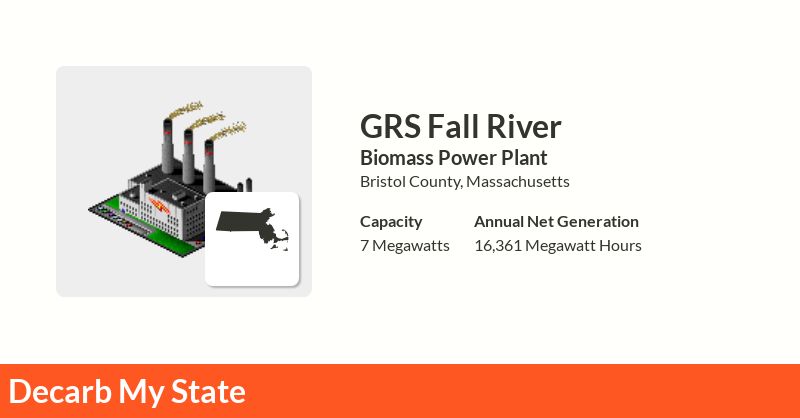 GRS Fall River
Biomass Power Plant
Bristol County, Massachusetts
Capacity Annual Net Generation
7 Megawatts 16,361 Megawatt Hours
Decarb My State